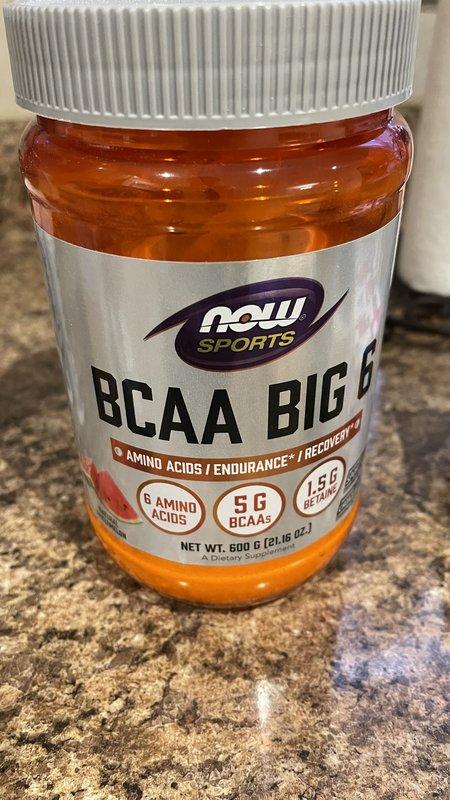 NOW
SPORTS
BCAA BIG 6
AMINO ACIDS / ENDURANCE* / RECOVERY*
6 AMINO
ACIDS
5 G
BCAAs
1.5 G
BETAINE
NET WT. 600 G (21.16 OZ.)
A Dietary Supplement